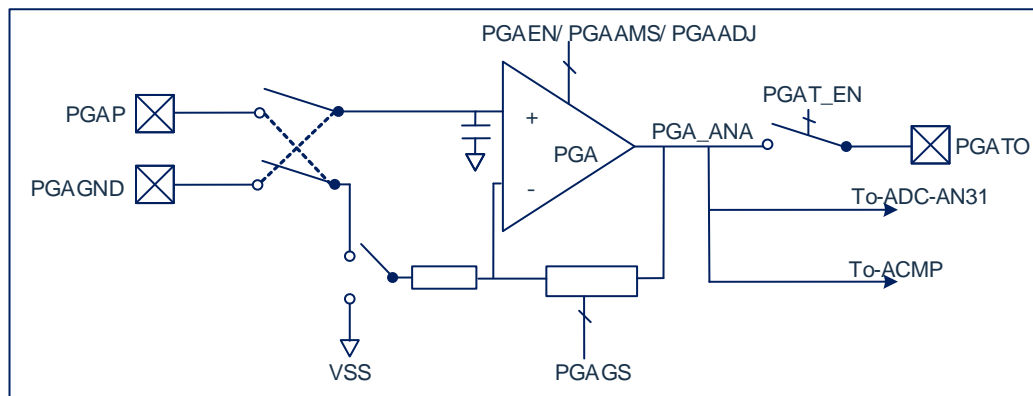 PGAEN/ PGAAMS/ PGAADJ
PGAP
PGAT_EN
+
PGA_ANA
PGA
PGATO
PGAGND
-
To-ADC-AN31
To-ACMP
VSS
PGAGS